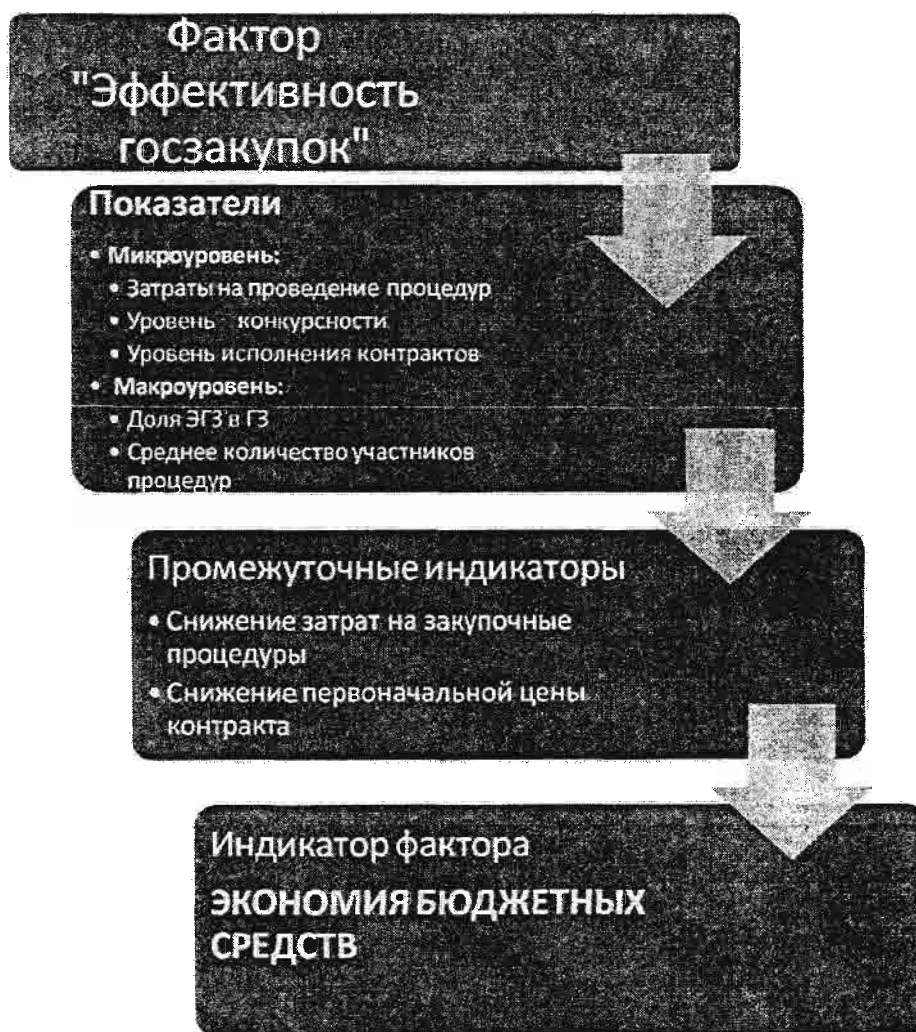 Фактор
"Эффективность
госзакупок"
Показатели
• Микроуровень:
• Затраты на проведение процедур
• Уровень конкурсности
• Уровень исполнения контрактов
• Макроуровень:
• Доля ЭГЗ в ГЗ
• Среднее количество участников
процедур
Промежуточные индикаторы
• Снижение затрат на закупочные
процедуры
• Снижение первоначальной цены
контракта
Индикатор фактора
ЭКОНОМИЯ БЮДЖЕТНЫХ
СРЕДСТВ